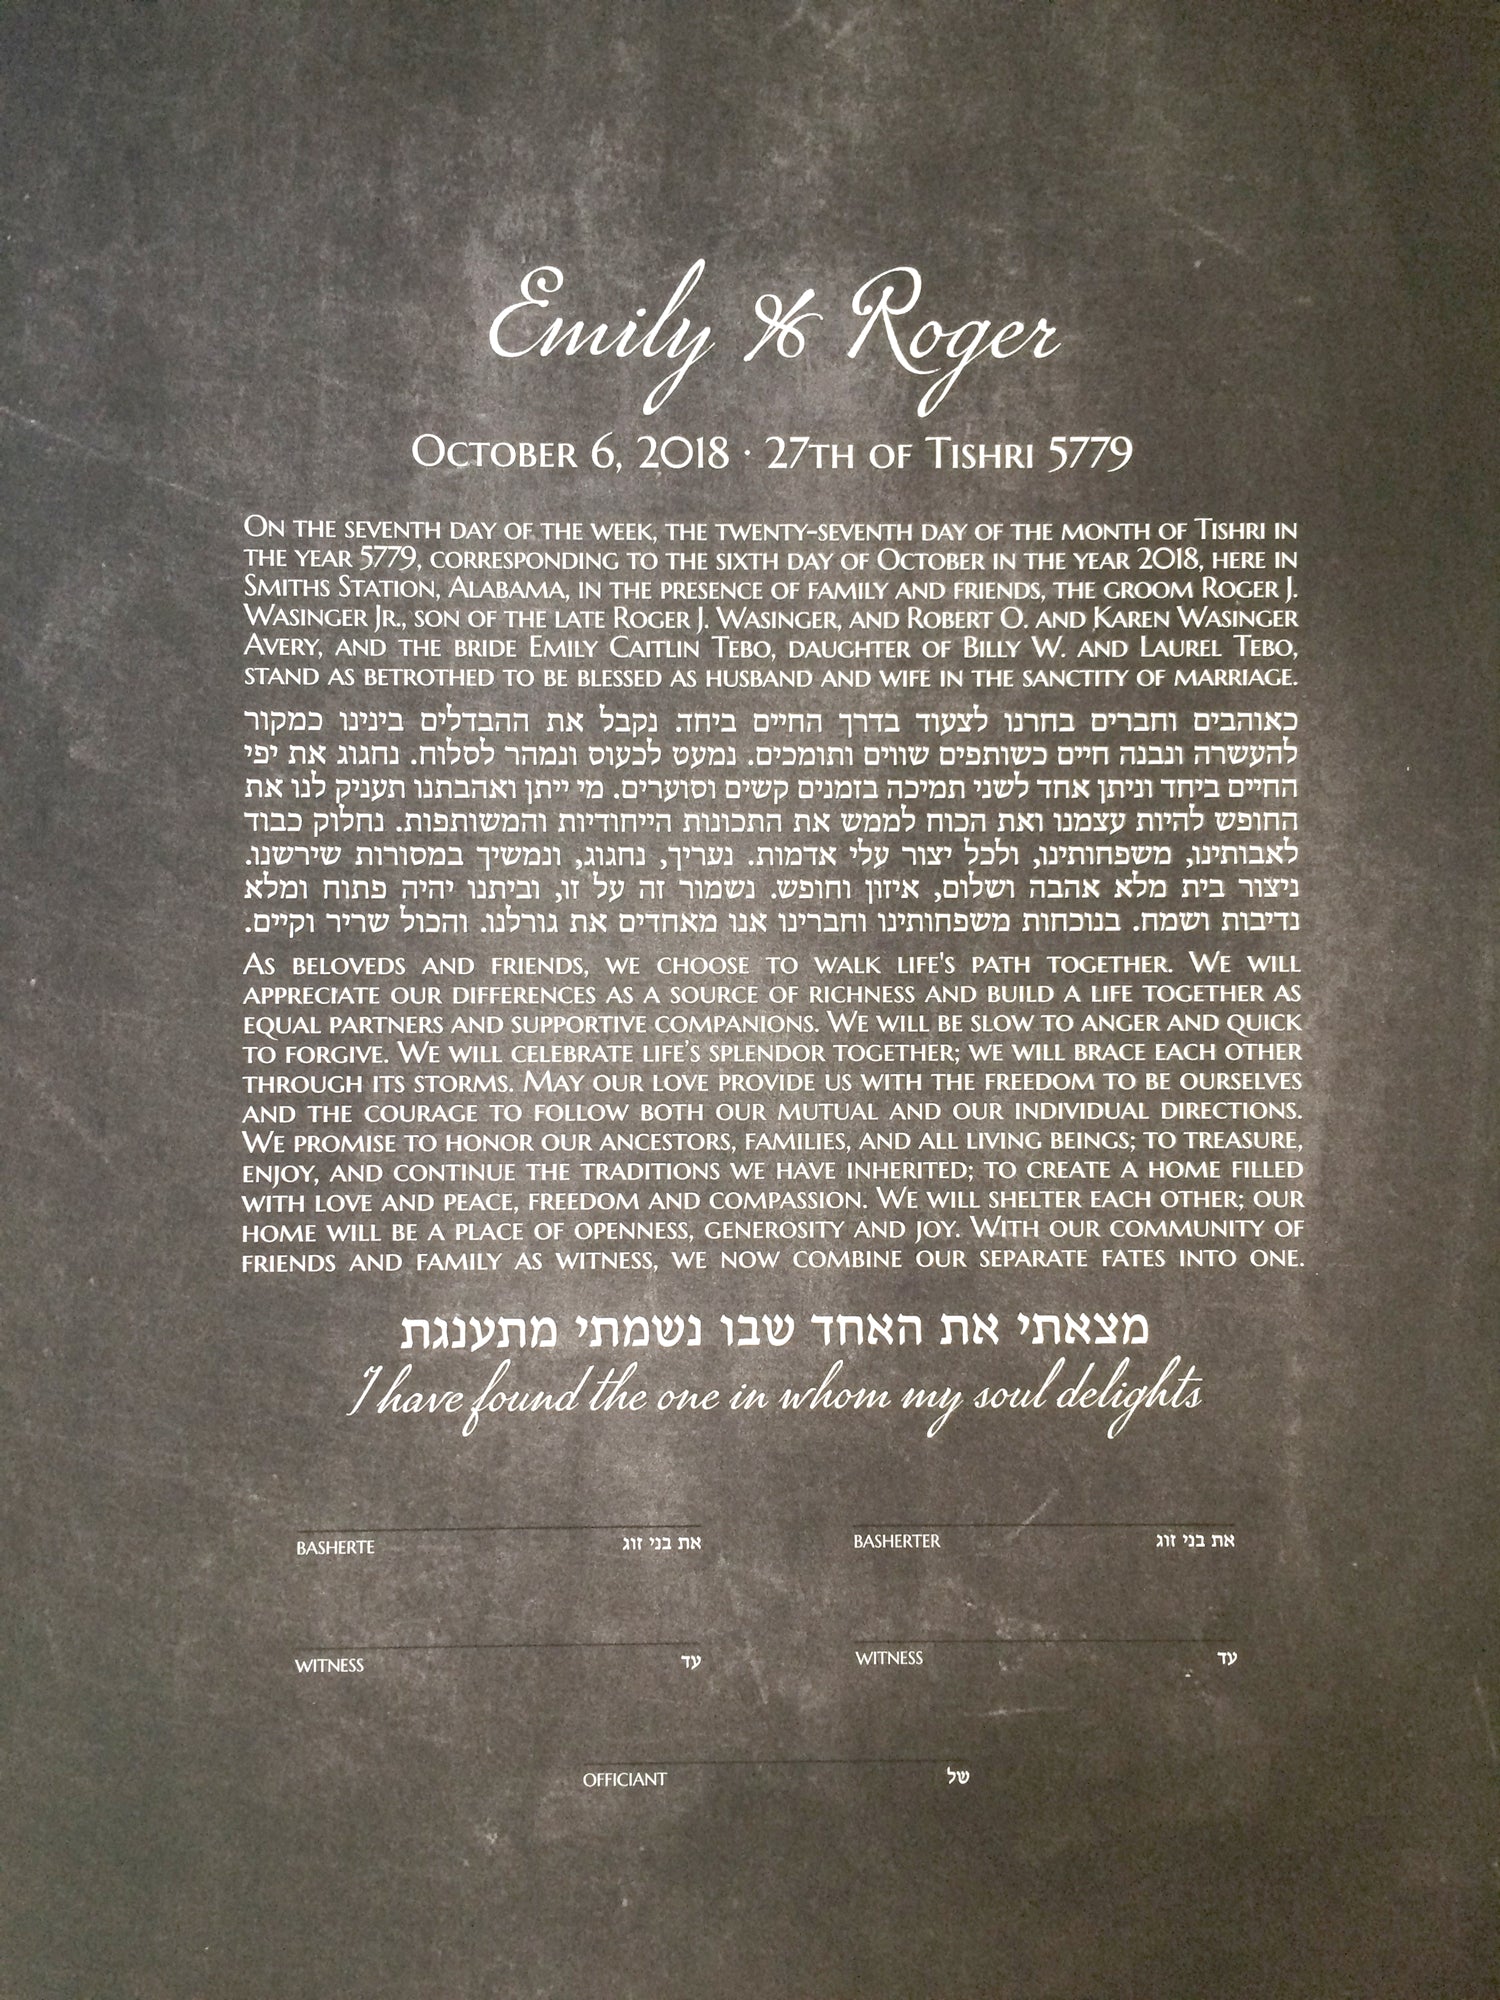 Emily & Roger
October 6, 2018 · 27th of Tishri 5779
On the seventh day of the week, the twenty-seventh day of the month of Tishri in
the year 5779, corresponding to the sixth day of October in the year 2018, here in
Smiths Station, Alabama, in the presence of family and friends, the groom Roger J.
Wasinger Jr., son of the late Roger J. Wasinger, and Robert O. and Karen Wasinger
Avery, and the bride Emily Caitlin Tebo, daughter of Billy W. and Laurel Tebo,
stand as betrothed to be blessed as husband and wife in the sanctity of marriage.
כאוהבים וחברים בחרנו לצעוד בדרך החיים ביחד. נקבל את ההבדלים בינינו כמקור
להעשרה ונבנה חיים כשותפים שווים ותומכים. נמעט לכעוס ונמהר לסלוח. נחגוג את יפי
החיים ביחד וניתן אחד לשני תמיכה בזמנים קשים וסוערים. מי ייתן ואהבתנו תעניק לנו את
החופש להיות עצמנו ואת הכוח לממש את התכונות הייחודיות והמשותפות. נחלוק כבוד
לאבותינו, משפחותינו, ולכל יצור עלי אדמות. נעריך, נחגוג, ונמשיך במסורות שירשנו.
ניצור בית מלא אהבה ושלום, איזון וחופש. נשמור זה על זו, וביתנו יהיה פתוח ומלא
נדיבות ושמח. בנוכחות משפחותינו וחברינו אנו מאחדים את גורלנו. והכול שריר וקיים.
As beloveds and friends, we choose to walk life's path together. We will
appreciate our differences as a source of richness and build a life together as
equal partners and supportive companions. We will be slow to anger and quick
to forgive. We will celebrate life’s splendor together; we will brace each other
through its storms. May our love provide us with the freedom to be ourselves
and the courage to follow both our mutual and our individual directions.
We promise to honor our ancestors, families, and all living beings; to treasure,
enjoy, and continue the traditions we have inherited; to create a home filled
with love and peace, freedom and compassion. We will shelter each other; our
home will be a place of openness, generosity and joy. With our community of
friends and family as witness, we now combine our separate fates into one.
מצאתי את האחד שבו נשמתי מתענגת
I have found the one in whom my soul delights
Basherte את בני זוג
Basherter את בני זוג
Witness עד
Witness עד
Officiant של